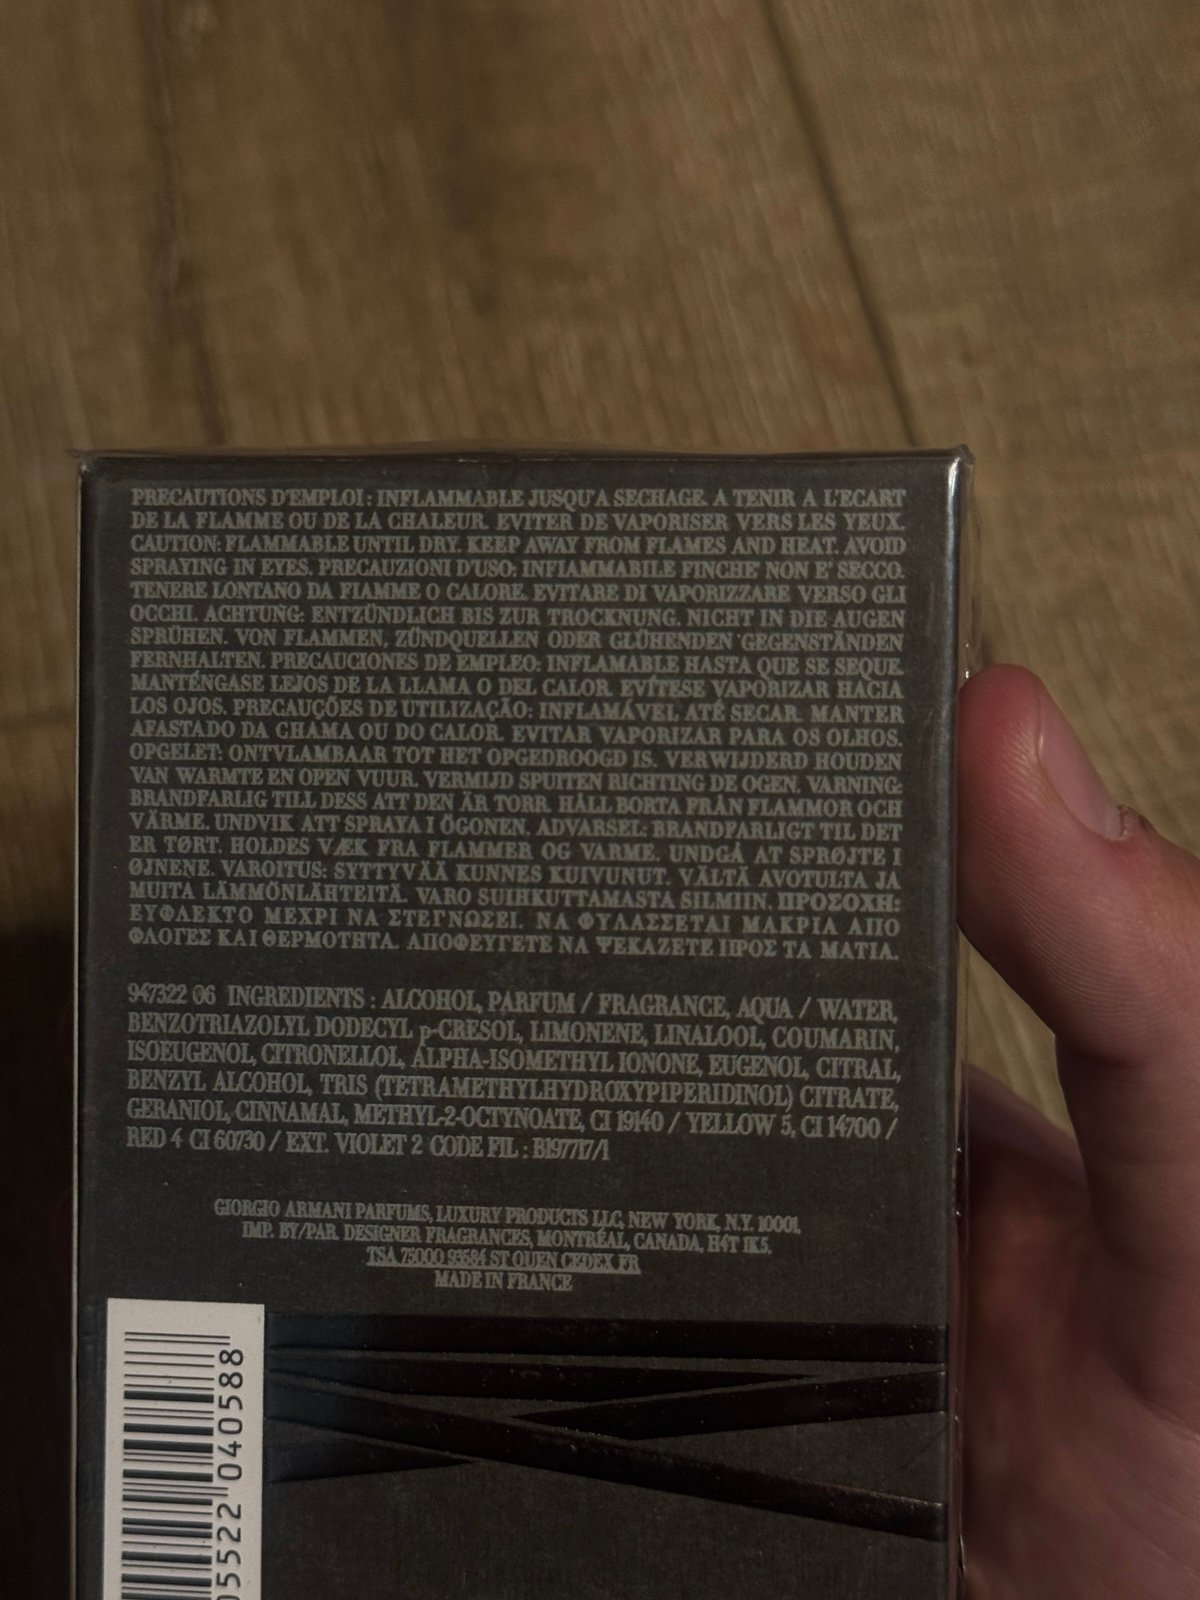 PRECAUTIONS D'EMPLOI : INFLAMMABLE JUSQU'A SECHAGE. A TENIR A L'ECART
DE LA FLAMME OU DE LA CHALEUR. EVITER DE VAPORISER VERS LES YEUX.
CAUTION: FLAMMABLE UNTIL DRY. KEEP AWAY FROM FLAMES AND HEAT. AVOID
SPRAYING IN EYES. PRECAUZIONI D'USO: INFIAMMABILE FINCHE' NON E' SECCO.
TENERE LONTANO DA FIAMME O CALORE. EVITARE DI VAPORIZZARE VERSO GLI
OCCHI. ACHTUNG: ENTZÜNDLICH BIS ZUR TROCKNUNG. NICHT IN DIE AUGEN
SPRÜHEN. VON FLAMMEN, ZÜNDQUELLEN ODER GLÜHENDEN GEGENSTÄNDEN
FERNHALTEN. PRECAUCIONES DE EMPLEO: INFLAMABLE HASTA QUE SE SEQUE.
MANTÉNGASE LEJOS DE LA LLAMA O DEL CALOR. EVÍTESE VAPORIZAR HACIA
LOS OJOS. PRECAUÇÕES DE UTILIZAÇÃO: INFLAMÁVEL ATÉ SECAR. MANTER
AFASTADO DA CHAMA OU DO CALOR. EVITAR VAPORIZAR PARA OS OLHOS.
OPGELET: ONTVLAMBAAR TOT HET OPGEDROOGD IS. VERWIJDERD HOUDEN
VAN WARMTE EN OPEN VUUR. VERMIJD SPUITEN RICHTING DE OGEN. VARNING:
BRANDFARLIG TILL DESS ATT DEN ÄR TORR. HÅLL BORTA FRÅN FLAMMOR OCH
VÄRME. UNDVIK ATT SPRAYA I ÖGONEN. ADVARSEL: BRANDFARLIGT TIL DET
ER TØRT. HOLDES VÆK FRA FLAMMER OG VARME. UNDGÅ AT SPRØJTE I
ØJNENE. VAROITUS: SYTTYVÄÄ KUNNES KUIVUNUT. VÄLTÄ AVOTULTA JA
MUITA LÄMMÖNLÄHTEITÄ. VARO SUIHKUTTAMASTA SILMIIN. ΠΡΟΣΟΧΗ:
ΕΥΦΛΕΚΤΟ ΜΕΧΡΙ ΝΑ ΣΤΕΓΝΩΣΕΙ. ΝΑ ΦΥΛΑΣΣΕΤΑΙ ΜΑΚΡΙΑ ΑΠΟ
ΦΛΟΓΕΣ ΚΑΙ ΘΕΡΜΟΤΗΤΑ. ΑΠΟΦΕΥΓΕΤΕ ΝΑ ΨΕΚΑΖΕΤΕ ΠΡΟΣ ΤΑ ΜΑΤΙΑ.
947322 06 INGREDIENTS : ALCOHOL, PARFUM / FRAGRANCE, AQUA / WATER,
BENZOTRIAZOLYL DODECYL p-CRESOL, LIMONENE, LINALOOL, COUMARIN,
ISOEUGENOL, CITRONELLOL, ALPHA-ISOMETHYL IONONE, EUGENOL, CITRAL,
BENZYL ALCOHOL, TRIS (TETRAMETHYLHYDROXYPIPERIDINOL) CITRATE,
GERANIOL, CINNAMAL, METHYL-2-OCTYNOATE, CI 19140 / YELLOW 5, CI 14700 /
RED 4 CI 60730 / EXT. VIOLET 2 CODE FIL : B197717/1
GIORGIO ARMANI PARFUMS, LUXURY PRODUCTS LLC, NEW YORK, N.Y. 10001,
IMP. BY/PAR. DESIGNER FRAGRANCES, MONTRÉAL, CANADA, H4T 1K5,
TSA 75000 93584 ST OUEN CEDEX FR
MADE IN FRANCE
5522 040588